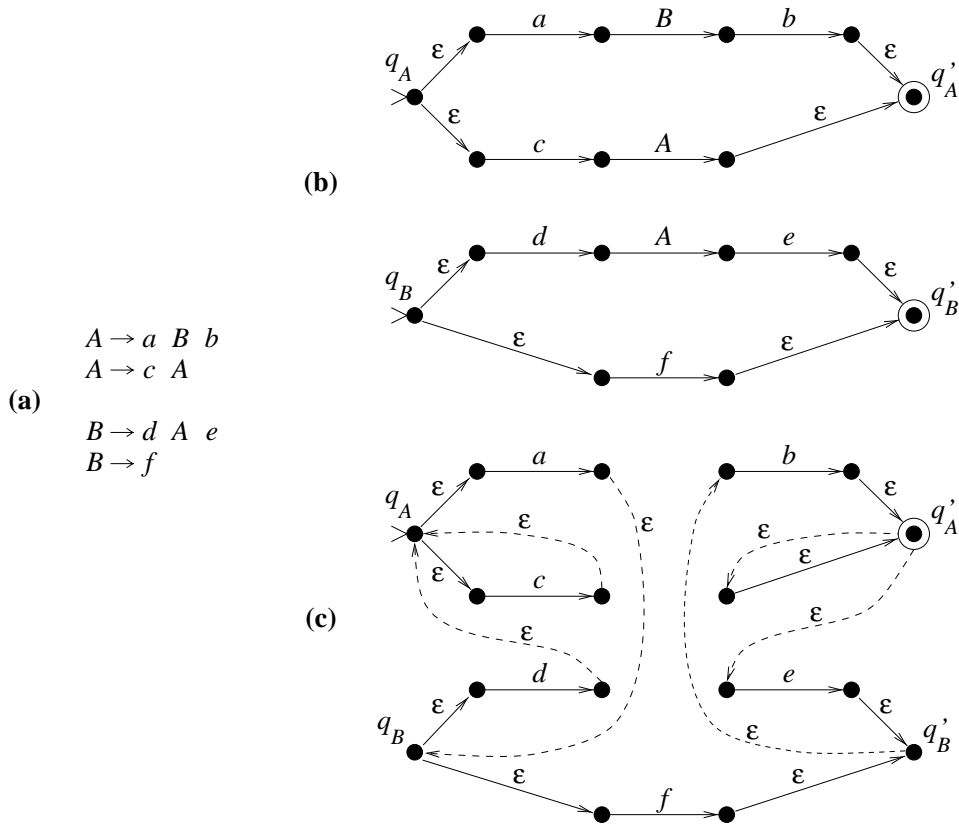 a B b
ε ε
q_A q'_A
ε ε
c A
(b)
d A e
ε ε
q_B q'_B
ε ε
f
A → a B b
A → c A
(a)
B → d A e
B → f
a b
ε ε
q_A ε ε ε q'_A
ε ε
c
(c)
ε
d e
ε ε
q_B ε q'_B
ε ε
f